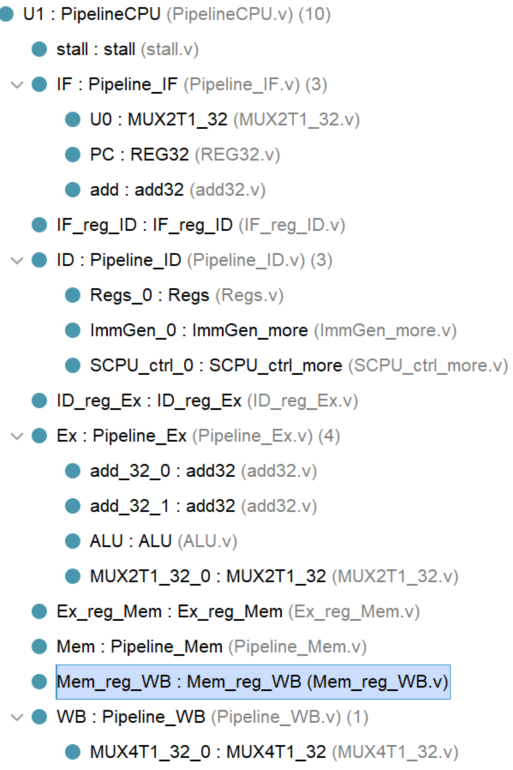 U1 : PipelineCPU (PipelineCPU.v) (10)
stall : stall (stall.v)
IF : Pipeline_IF (Pipeline_IF.v) (3)
U0 : MUX2T1_32 (MUX2T1_32.v)
PC : REG32 (REG32.v)
add : add32 (add32.v)
IF_reg_ID : IF_reg_ID (IF_reg_ID.v)
ID : Pipeline_ID (Pipeline_ID.v) (3)
Regs_0 : Regs (Regs.v)
ImmGen_0 : ImmGen_more (ImmGen_more.v)
SCPU_ctrl_0 : SCPU_ctrl_more (SCPU_ctrl_more.v)
ID_reg_Ex : ID_reg_Ex (ID_reg_Ex.v)
Ex : Pipeline_Ex (Pipeline_Ex.v) (4)
add_32_0 : add32 (add32.v)
add_32_1 : add32 (add32.v)
ALU : ALU (ALU.v)
MUX2T1_32_0 : MUX2T1_32 (MUX2T1_32.v)
Ex_reg_Mem : Ex_reg_Mem (Ex_reg_Mem.v)
Mem : Pipeline_Mem (Pipeline_Mem.v)
Mem_reg_WB : Mem_reg_WB (Mem_reg_WB.v)
WB : Pipeline_WB (Pipeline_WB.v) (1)
MUX4T1_32_0 : MUX4T1_32 (MUX4T1_32.v)